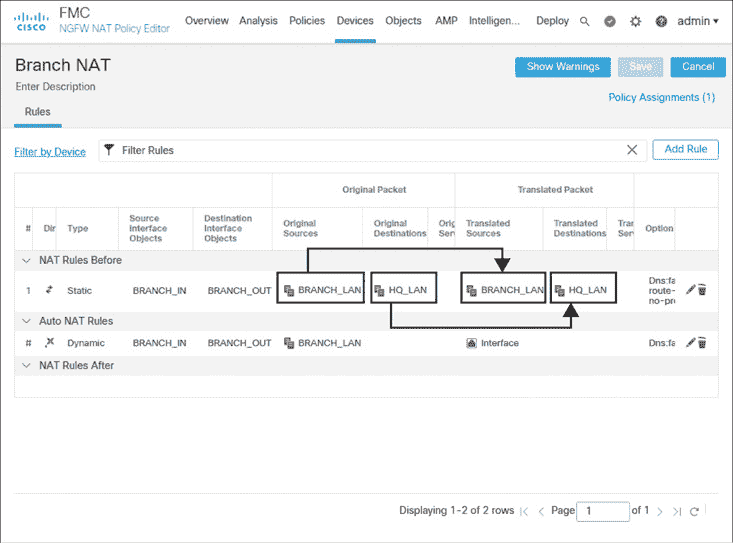 CISCO
FMC
NGFW NAT Policy Editor
Overview Analysis Policies Devices Objects AMP Intelligen... Deploy admin
Branch NAT
Enter Description
Show Warnings Save Cancel
Policy Assignments (1)
Rules
Filter by Device
Filter Rules
Add Rule
Original Packet Translated Packet
# Dir Type Source Interface Objects Destination Interface Objects Original Sources Original Destinations Orig Serv Translated Sources Translated Destinations Tran Serv Option
NAT Rules Before
1 Static BRANCH_IN BRANCH_OUT BRANCH_LAN HQ_LAN BRANCH_LAN HQ_LAN Dns:fa route- no-pr
Auto NAT Rules
# Dynamic BRANCH_IN BRANCH_OUT BRANCH_LAN Interface Dns:fa
NAT Rules After
Displaying 1-2 of 2 rows Page 1 of 1